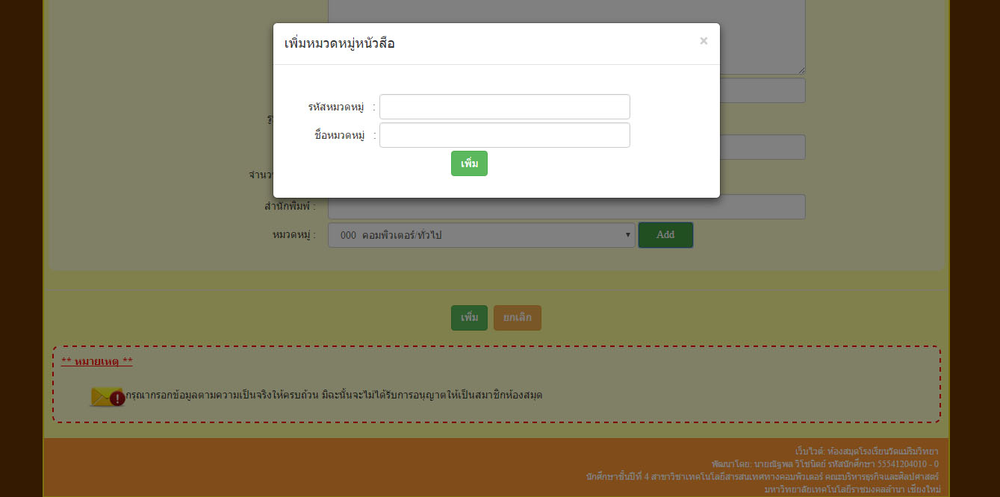 เพิ่มหมวดหมู่หนัวสือ ×
รหัสหมวดหมู่ :
ชื่อหมวดหมู่ :
เพิ่ม
สำนักพิมพ์ :
หมวดหมู่ : 000 คอมพิวเตอร์/ทั่วไป Add
เพิ่ม ยกเลิก
** หมายเหตุ **
กรุณากรอกข้อมูลตามความเป็นจริงให้ครบถ้วน มิฉะนั้นจะไม่ได้รับการอนุญาตให้เป็นสมาชิกห้องสมุด
เว็บไวต์: ห้องสมุดโรงเรียนวัดแม่ริมวิทยา
พัฒนาโดย: นายณัฐพล วิโชนิตย์ รหัสนักศึกษา 55541204010 - 0
นักศึกษาชั้นปีที่ 4 สาขาวิชาเทคโนโลยีสารสนเทศทางคอมพิวเตอร์ คณะบริหารธุรกิจและศิลปศาสตร์
มหาวิทยาลัยเทคโนโลยีราชมงคลล้านนา เชียงใหม่